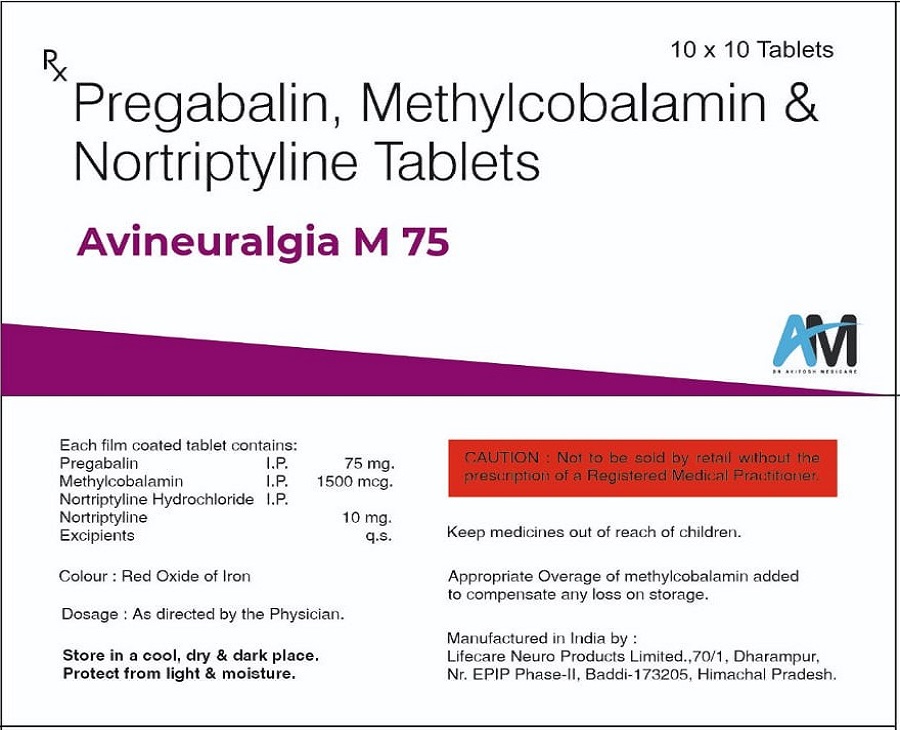 10 x 10 Tablets
Rx
Pregabalin, Methylcobalamin &
Nortriptyline Tablets
Avineuralgia M 75
AM
DR AVITOSH MEDICARE
Each film coated tablet contains:
Pregabalin I.P. 75 mg.
Methylcobalamin I.P. 1500 mcg.
Nortriptyline Hydrochloride I.P.
Nortriptyline 10 mg.
Excipients q.s.
Colour : Red Oxide of Iron
Dosage : As directed by the Physician.
Store in a cool, dry & dark place.
Protect from light & moisture.
CAUTION : Not to be sold by retail without the
prescription of a Registered Medical Practitioner.
Keep medicines out of reach of children.
Appropriate Overage of methylcobalamin added
to compensate any loss on storage.
Manufactured in India by :
Lifecare Neuro Products Limited.,70/1, Dharampur,
Nr. EPIP Phase-II, Baddi-173205, Himachal Pradesh.